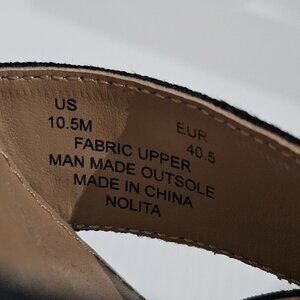 US EUR
10.5M 40.5
FABRIC UPPER
MAN MADE OUTSOLE
MADE IN CHINA
NOLITA